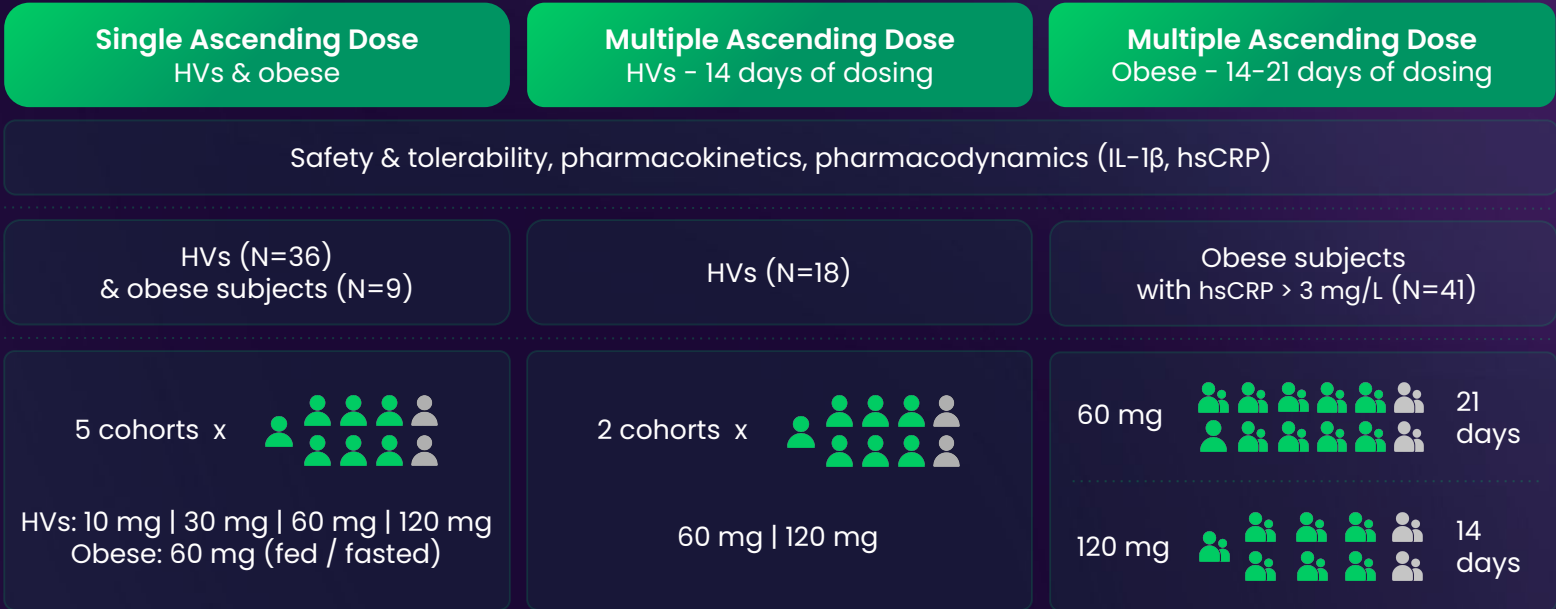 Single Ascending Dose
HVs & obese
Multiple Ascending Dose
HVs - 14 days of dosing
Multiple Ascending Dose
Obese - 14-21 days of dosing
Safety & tolerability, pharmacokinetics, pharmacodynamics (IL-1β, hsCRP)
HVs (N=36)
& obese subjects (N=9)
HVs (N=18)
Obese subjects
with hsCRP > 3 mg/L (N=41)
5 cohorts x
HVs: 10 mg | 30 mg | 60 mg | 120 mg
Obese: 60 mg (fed / fasted)
2 cohorts x
60 mg | 120 mg
60 mg
21
days
120 mg
14
days